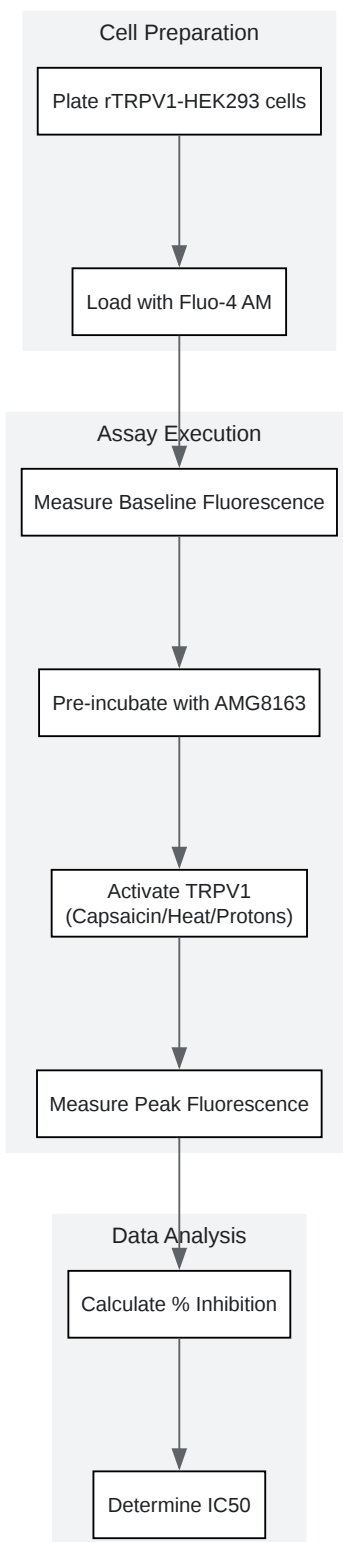 Cell Preparation
Plate rTRPV1-HEK293 cells
Load with Fluo-4 AM
Assay Execution
Measure Baseline Fluorescence
Pre-incubate with AMG8163
Activate TRPV1
(Capsaicin/Heat/Protons)
Measure Peak Fluorescence
Data Analysis
Calculate % Inhibition
Determine IC50